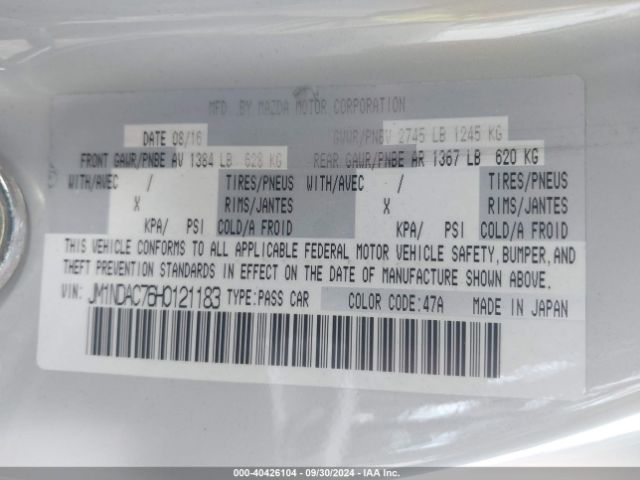 MFD. BY MAZDA MOTOR CORPORATION
DATE 08/16 GVWR/PNBV 2745 LB 1245 KG
FRONT GAWR/PNBE AV 1384 LB 628 KG REAR GAWR/PNBE AR 1367 LB 620 KG
WITH/AVEC / TIRES/PNEUS WITH/AVEC / TIRES/PNEUS
X RIMS/JANTES X RIMS/JANTES
KPA/ PSI COLD/A FROID KPA/ PSI COLD/A FROID
THIS VEHICLE CONFORMS TO ALL APPLICABLE FEDERAL MOTOR VEHICLE SAFETY, BUMPER, AND
THEFT PREVENTION STANDARDS IN EFFECT ON THE DATE OF MANUFACTURE SHOWN ABOVE.
VIN: JM1NDAC76H0121183 TYPE: PASS CAR COLOR CODE: 47A MADE IN JAPAN
000-40426104 - 09/30/2024 - IAA Inc.